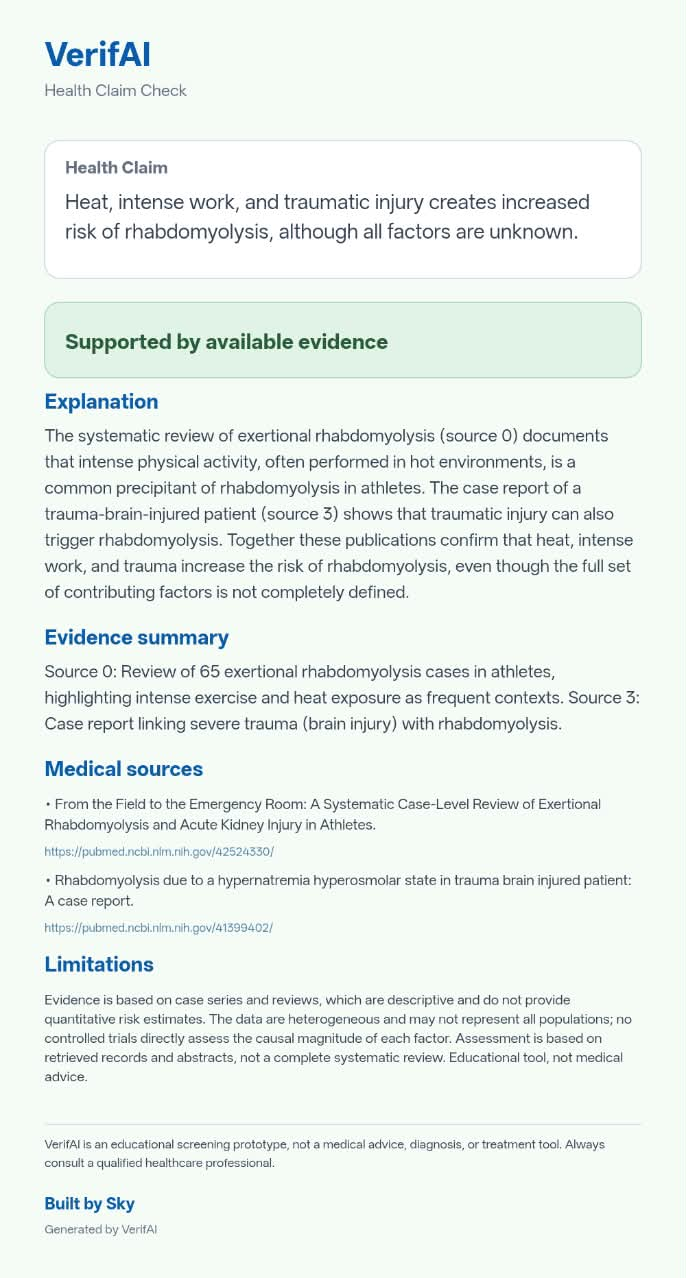 VerifAI
Health Claim Check
Health Claim
Heat, intense work, and traumatic injury creates increased
risk of rhabdomyolysis, although all factors are unknown.
Supported by available evidence
Explanation
The systematic review of exertional rhabdomyolysis (source 0) documents
that intense physical activity, often performed in hot environments, is a
common precipitant of rhabdomyolysis in athletes. The case report of a
trauma-brain-injured patient (source 3) shows that traumatic injury can also
trigger rhabdomyolysis. Together these publications confirm that heat, intense
work, and trauma increase the risk of rhabdomyolysis, even though the full set
of contributing factors is not completely defined.
Evidence summary
Source 0: Review of 65 exertional rhabdomyolysis cases in athletes,
highlighting intense exercise and heat exposure as frequent contexts. Source 3:
Case report linking severe trauma (brain injury) with rhabdomyolysis.
Medical sources
• From the Field to the Emergency Room: A Systematic Case-Level Review of Exertional
Rhabdomyolysis and Acute Kidney Injury in Athletes.
https://pubmed.ncbi.nlm.nih.gov/42524330/
• Rhabdomyolysis due to a hypernatremia hyperosmolar state in trauma brain injured patient:
A case report.
https://pubmed.ncbi.nlm.nih.gov/41399402/
Limitations
Evidence is based on case series and reviews, which are descriptive and do not provide
quantitative risk estimates. The data are heterogeneous and may not represent all populations; no
controlled trials directly assess the causal magnitude of each factor. Assessment is based on
retrieved records and abstracts, not a complete systematic review. Educational tool, not medical
advice.
VerifAI is an educational screening prototype, not a medical advice, diagnosis, or treatment tool. Always
consult a qualified healthcare professional.
Built by Sky
Generated by VerifAI